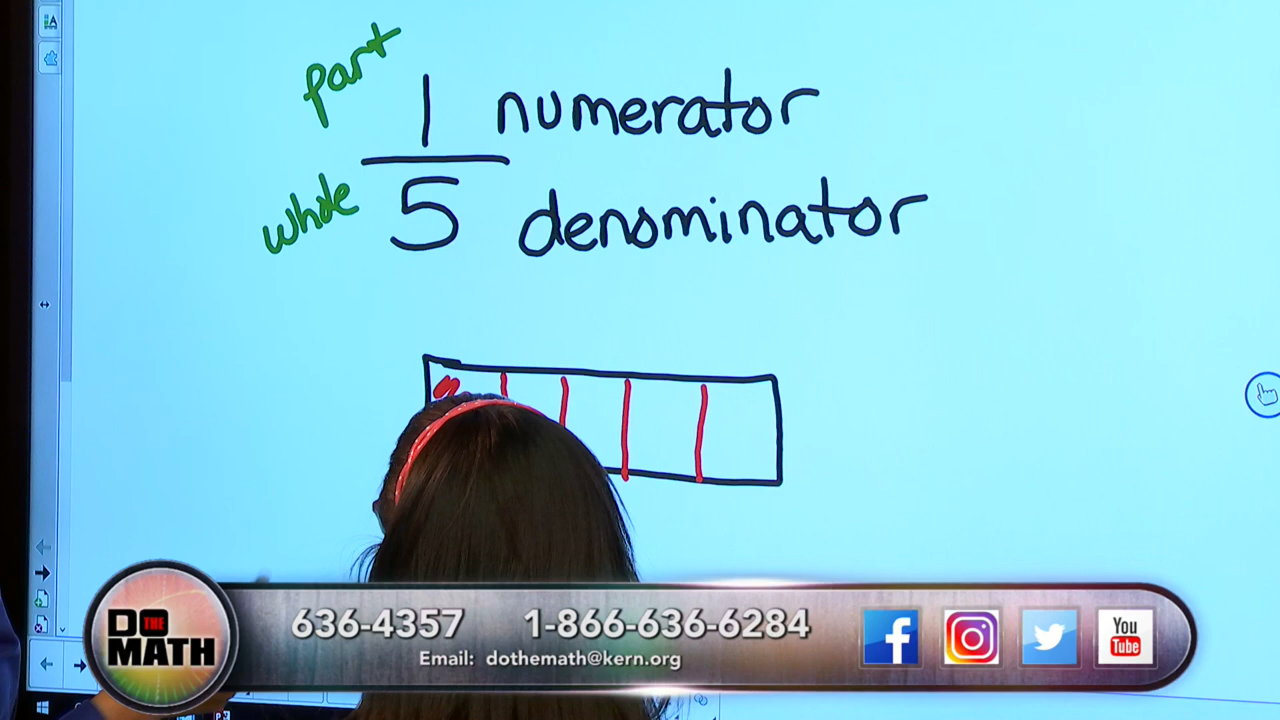 part
1 numerator
whole
5 denominator
DO THE MATH
636-4357 1-866-636-6284
Email: dothemath@kern.org
You Tube